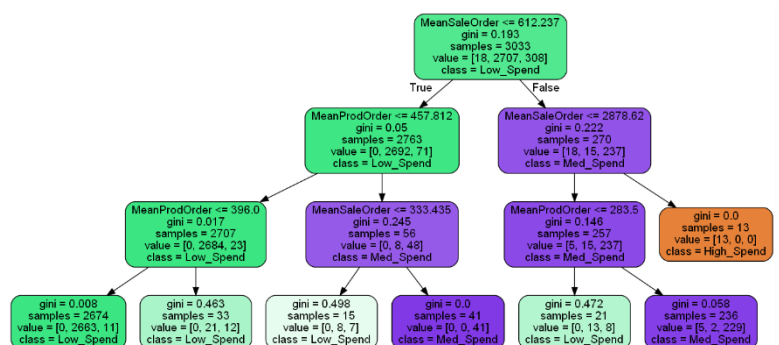 MeanSaleOrder <= 612.237
gini = 0.193
samples = 3033
value = [18, 2707, 308]
class = Low_Spend
True
False
MeanProdOrder <= 457.812
gini = 0.05
samples = 2763
value = [0, 2692, 71]
class = Low_Spend
MeanSaleOrder <= 2878.62
gini = 0.222
samples = 270
value = [18, 15, 237]
class = Med_Spend
MeanProdOrder <= 396.0
gini = 0.017
samples = 2707
value = [0, 2684, 23]
class = Low_Spend
MeanSaleOrder <= 333.435
gini = 0.245
samples = 56
value = [0, 8, 48]
class = Med_Spend
MeanProdOrder <= 283.5
gini = 0.146
samples = 257
value = [5, 15, 237]
class = Med_Spend
gini = 0.0
samples = 13
value = [13, 0, 0]
class = High_Spend
gini = 0.008
samples = 2674
value = [0, 2663, 11]
class = Low_Spend
gini = 0.463
samples = 33
value = [0, 21, 12]
class = Low_Spend
gini = 0.498
samples = 15
value = [0, 8, 7]
class = Low_Spend
gini = 0.0
samples = 41
value = [0, 0, 41]
class = Med_Spend
gini = 0.472
samples = 21
value = [0, 13, 8]
class = Low_Spend
gini = 0.058
samples = 236
value = [5, 2, 229]
class = Med_Spend